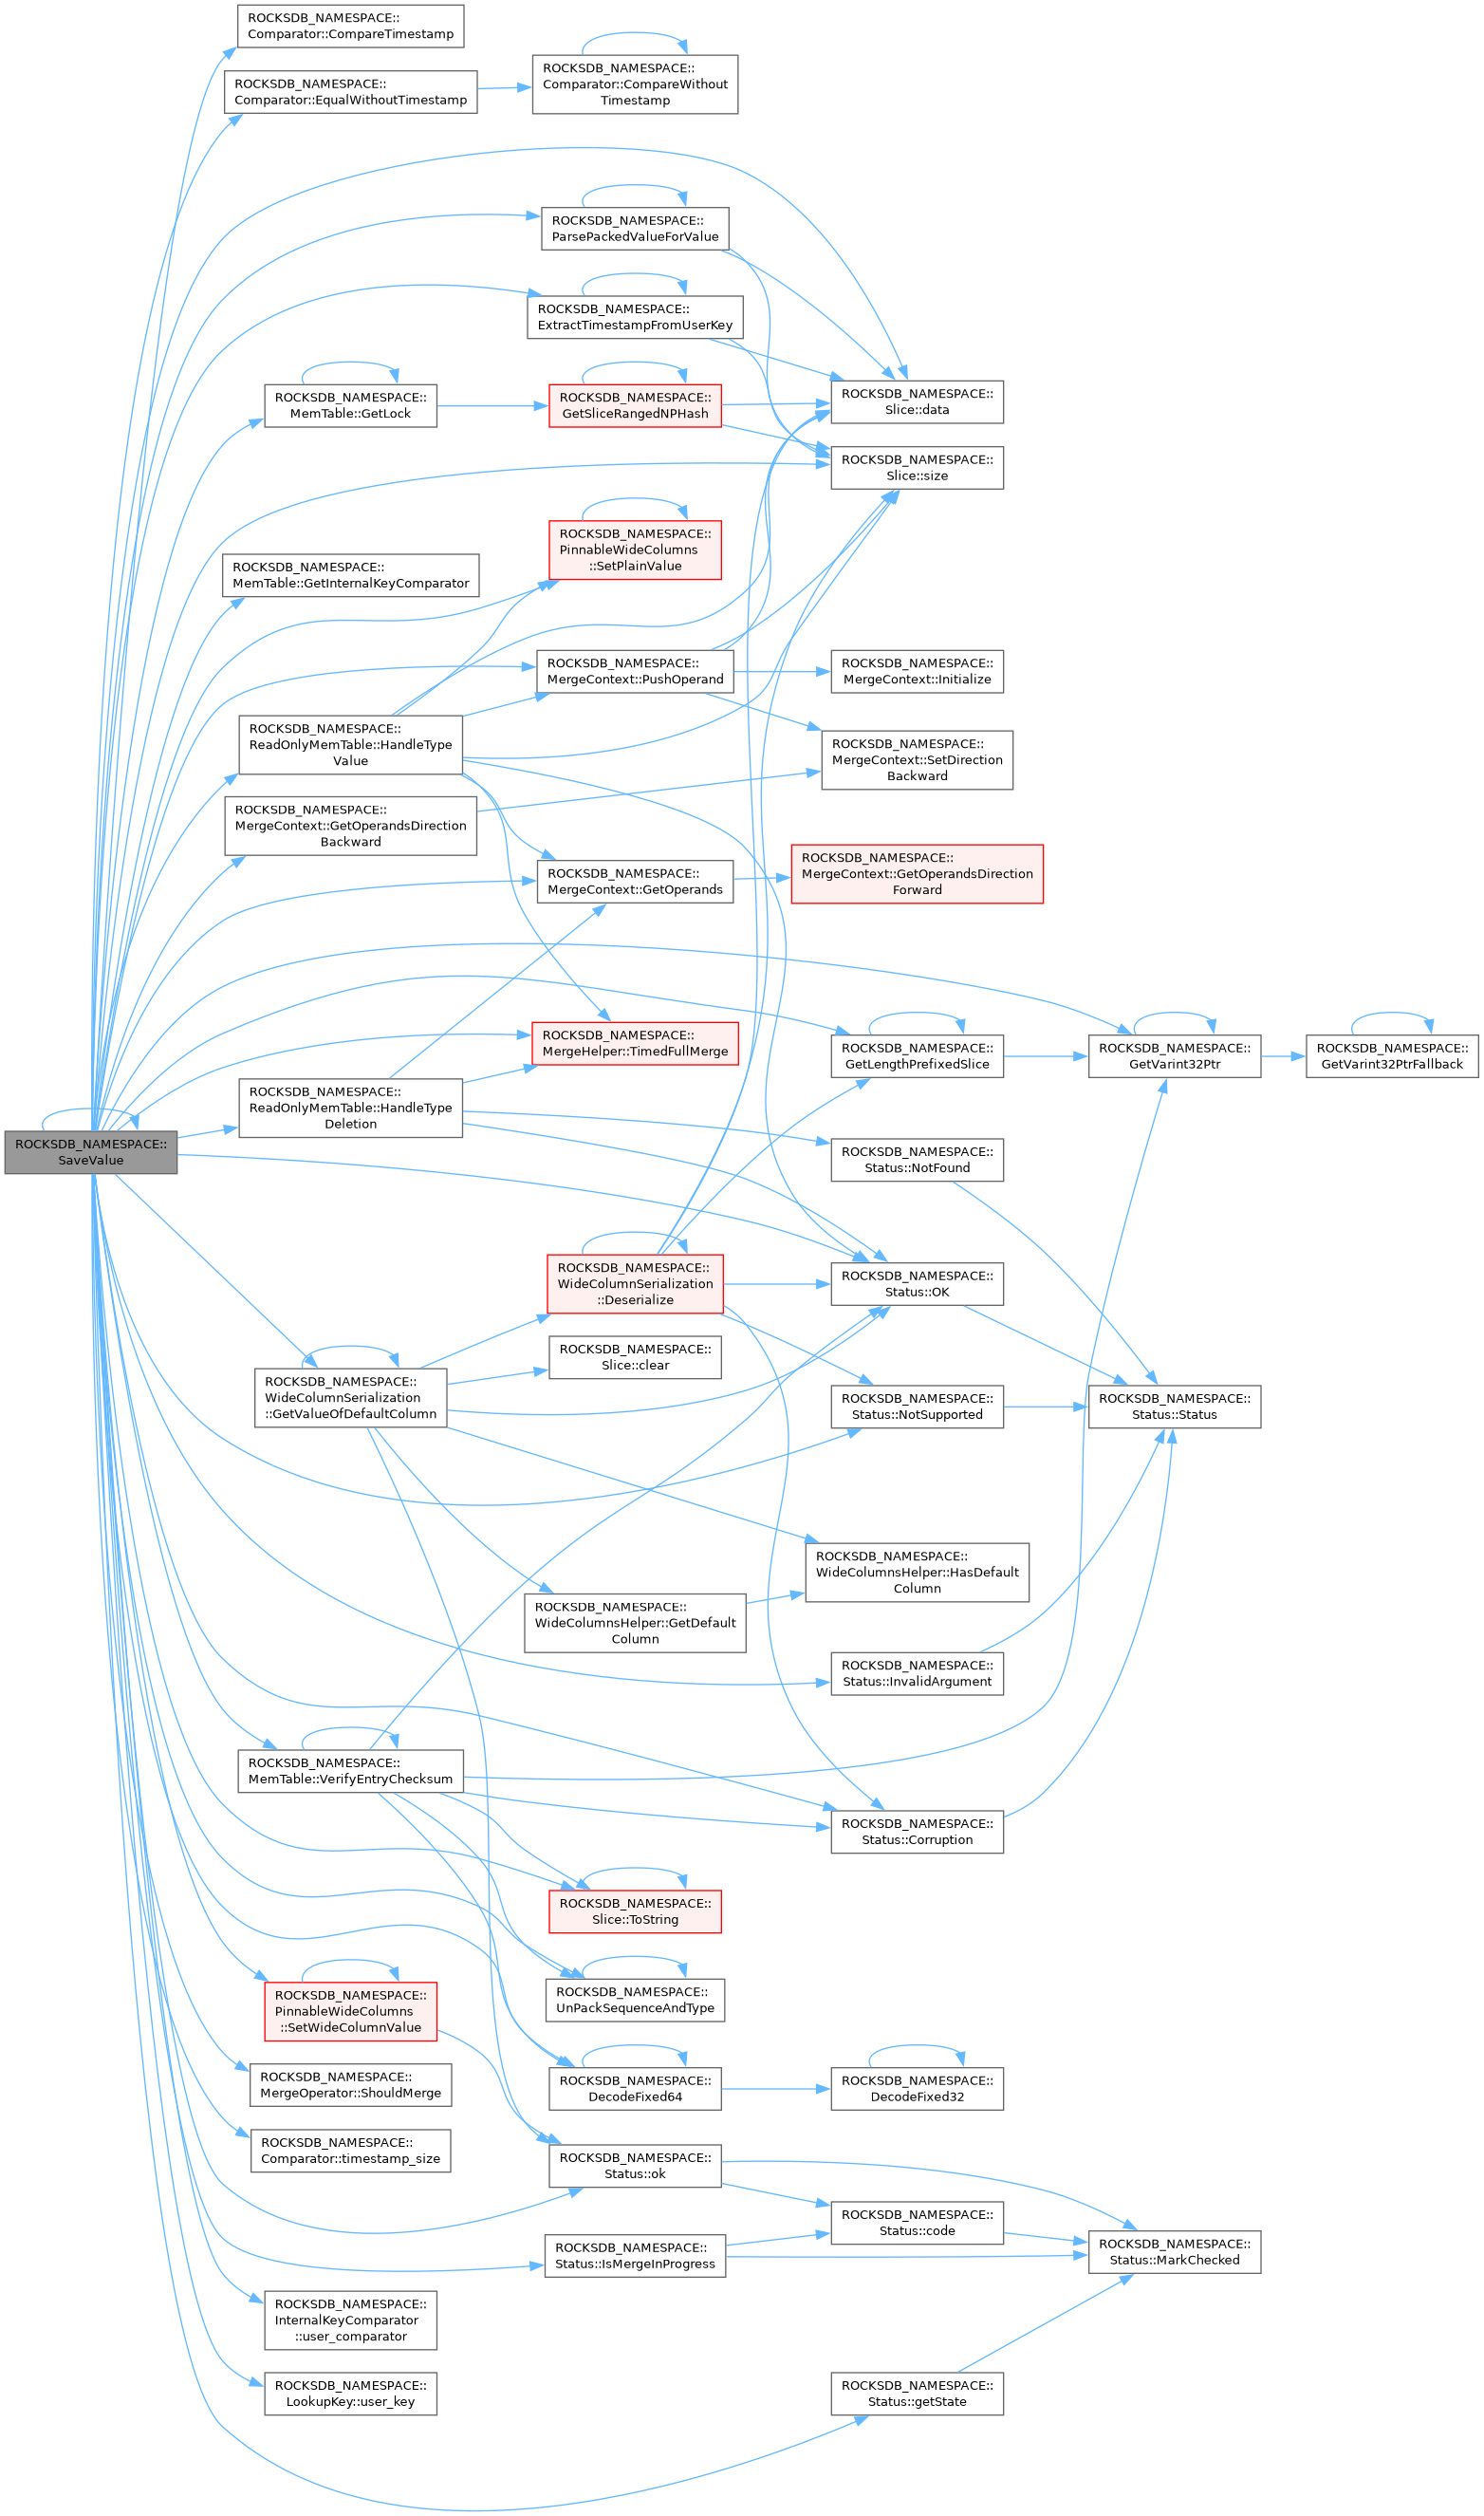 ROCKSDB_NAMESPACE::
Comparator::CompareTimestamp
ROCKSDB_NAMESPACE::
Comparator::CompareWithout
Timestamp
ROCKSDB_NAMESPACE::
Comparator::EqualWithoutTimestamp
ROCKSDB_NAMESPACE::
ParsePackedValueForValue
ROCKSDB_NAMESPACE::
ExtractTimestampFromUserKey
ROCKSDB_NAMESPACE::
MemTable::GetLock
ROCKSDB_NAMESPACE::
GetSliceRangedNPHash
ROCKSDB_NAMESPACE::
Slice::data
ROCKSDB_NAMESPACE::
Slice::size
ROCKSDB_NAMESPACE::
PinnableWideColumns
::SetPlainValue
ROCKSDB_NAMESPACE::
MemTable::GetInternalKeyComparator
ROCKSDB_NAMESPACE::
MergeContext::PushOperand
ROCKSDB_NAMESPACE::
MergeContext::Initialize
ROCKSDB_NAMESPACE::
ReadOnlyMemTable::HandleType
Value
ROCKSDB_NAMESPACE::
MergeContext::SetDirection
Backward
ROCKSDB_NAMESPACE::
MergeContext::GetOperandsDirection
Backward
ROCKSDB_NAMESPACE::
MergeContext::GetOperands
ROCKSDB_NAMESPACE::
MergeContext::GetOperandsDirection
Forward
ROCKSDB_NAMESPACE::
MergeHelper::TimedFullMerge
ROCKSDB_NAMESPACE::
GetLengthPrefixedSlice
ROCKSDB_NAMESPACE::
GetVarint32Ptr
ROCKSDB_NAMESPACE::
GetVarint32PtrFallback
ROCKSDB_NAMESPACE::
ReadOnlyMemTable::HandleType
Deletion
ROCKSDB_NAMESPACE::
SaveValue
ROCKSDB_NAMESPACE::
Status::NotFound
ROCKSDB_NAMESPACE::
WideColumnSerialization
::Deserialize
ROCKSDB_NAMESPACE::
Status::OK
ROCKSDB_NAMESPACE::
Slice::clear
ROCKSDB_NAMESPACE::
WideColumnSerialization
::GetValueOfDefaultColumn
ROCKSDB_NAMESPACE::
Status::NotSupported
ROCKSDB_NAMESPACE::
Status::Status
ROCKSDB_NAMESPACE::
WideColumnsHelper::HasDefault
Column
ROCKSDB_NAMESPACE::
WideColumnsHelper::GetDefault
Column
ROCKSDB_NAMESPACE::
Status::InvalidArgument
ROCKSDB_NAMESPACE::
MemTable::VerifyEntryChecksum
ROCKSDB_NAMESPACE::
Status::Corruption
ROCKSDB_NAMESPACE::
Slice::ToString
ROCKSDB_NAMESPACE::
UnPackSequenceAndType
ROCKSDB_NAMESPACE::
PinnableWideColumns
::SetWideColumnValue
ROCKSDB_NAMESPACE::
MergeOperator::ShouldMerge
ROCKSDB_NAMESPACE::
DecodeFixed64
ROCKSDB_NAMESPACE::
DecodeFixed32
ROCKSDB_NAMESPACE::
Comparator::timestamp_size
ROCKSDB_NAMESPACE::
Status::ok
ROCKSDB_NAMESPACE::
Status::code
ROCKSDB_NAMESPACE::
Status::IsMergeInProgress
ROCKSDB_NAMESPACE::
Status::MarkChecked
ROCKSDB_NAMESPACE::
InternalKeyComparator
::user_comparator
ROCKSDB_NAMESPACE::
LookupKey::user_key
ROCKSDB_NAMESPACE::
Status::getState